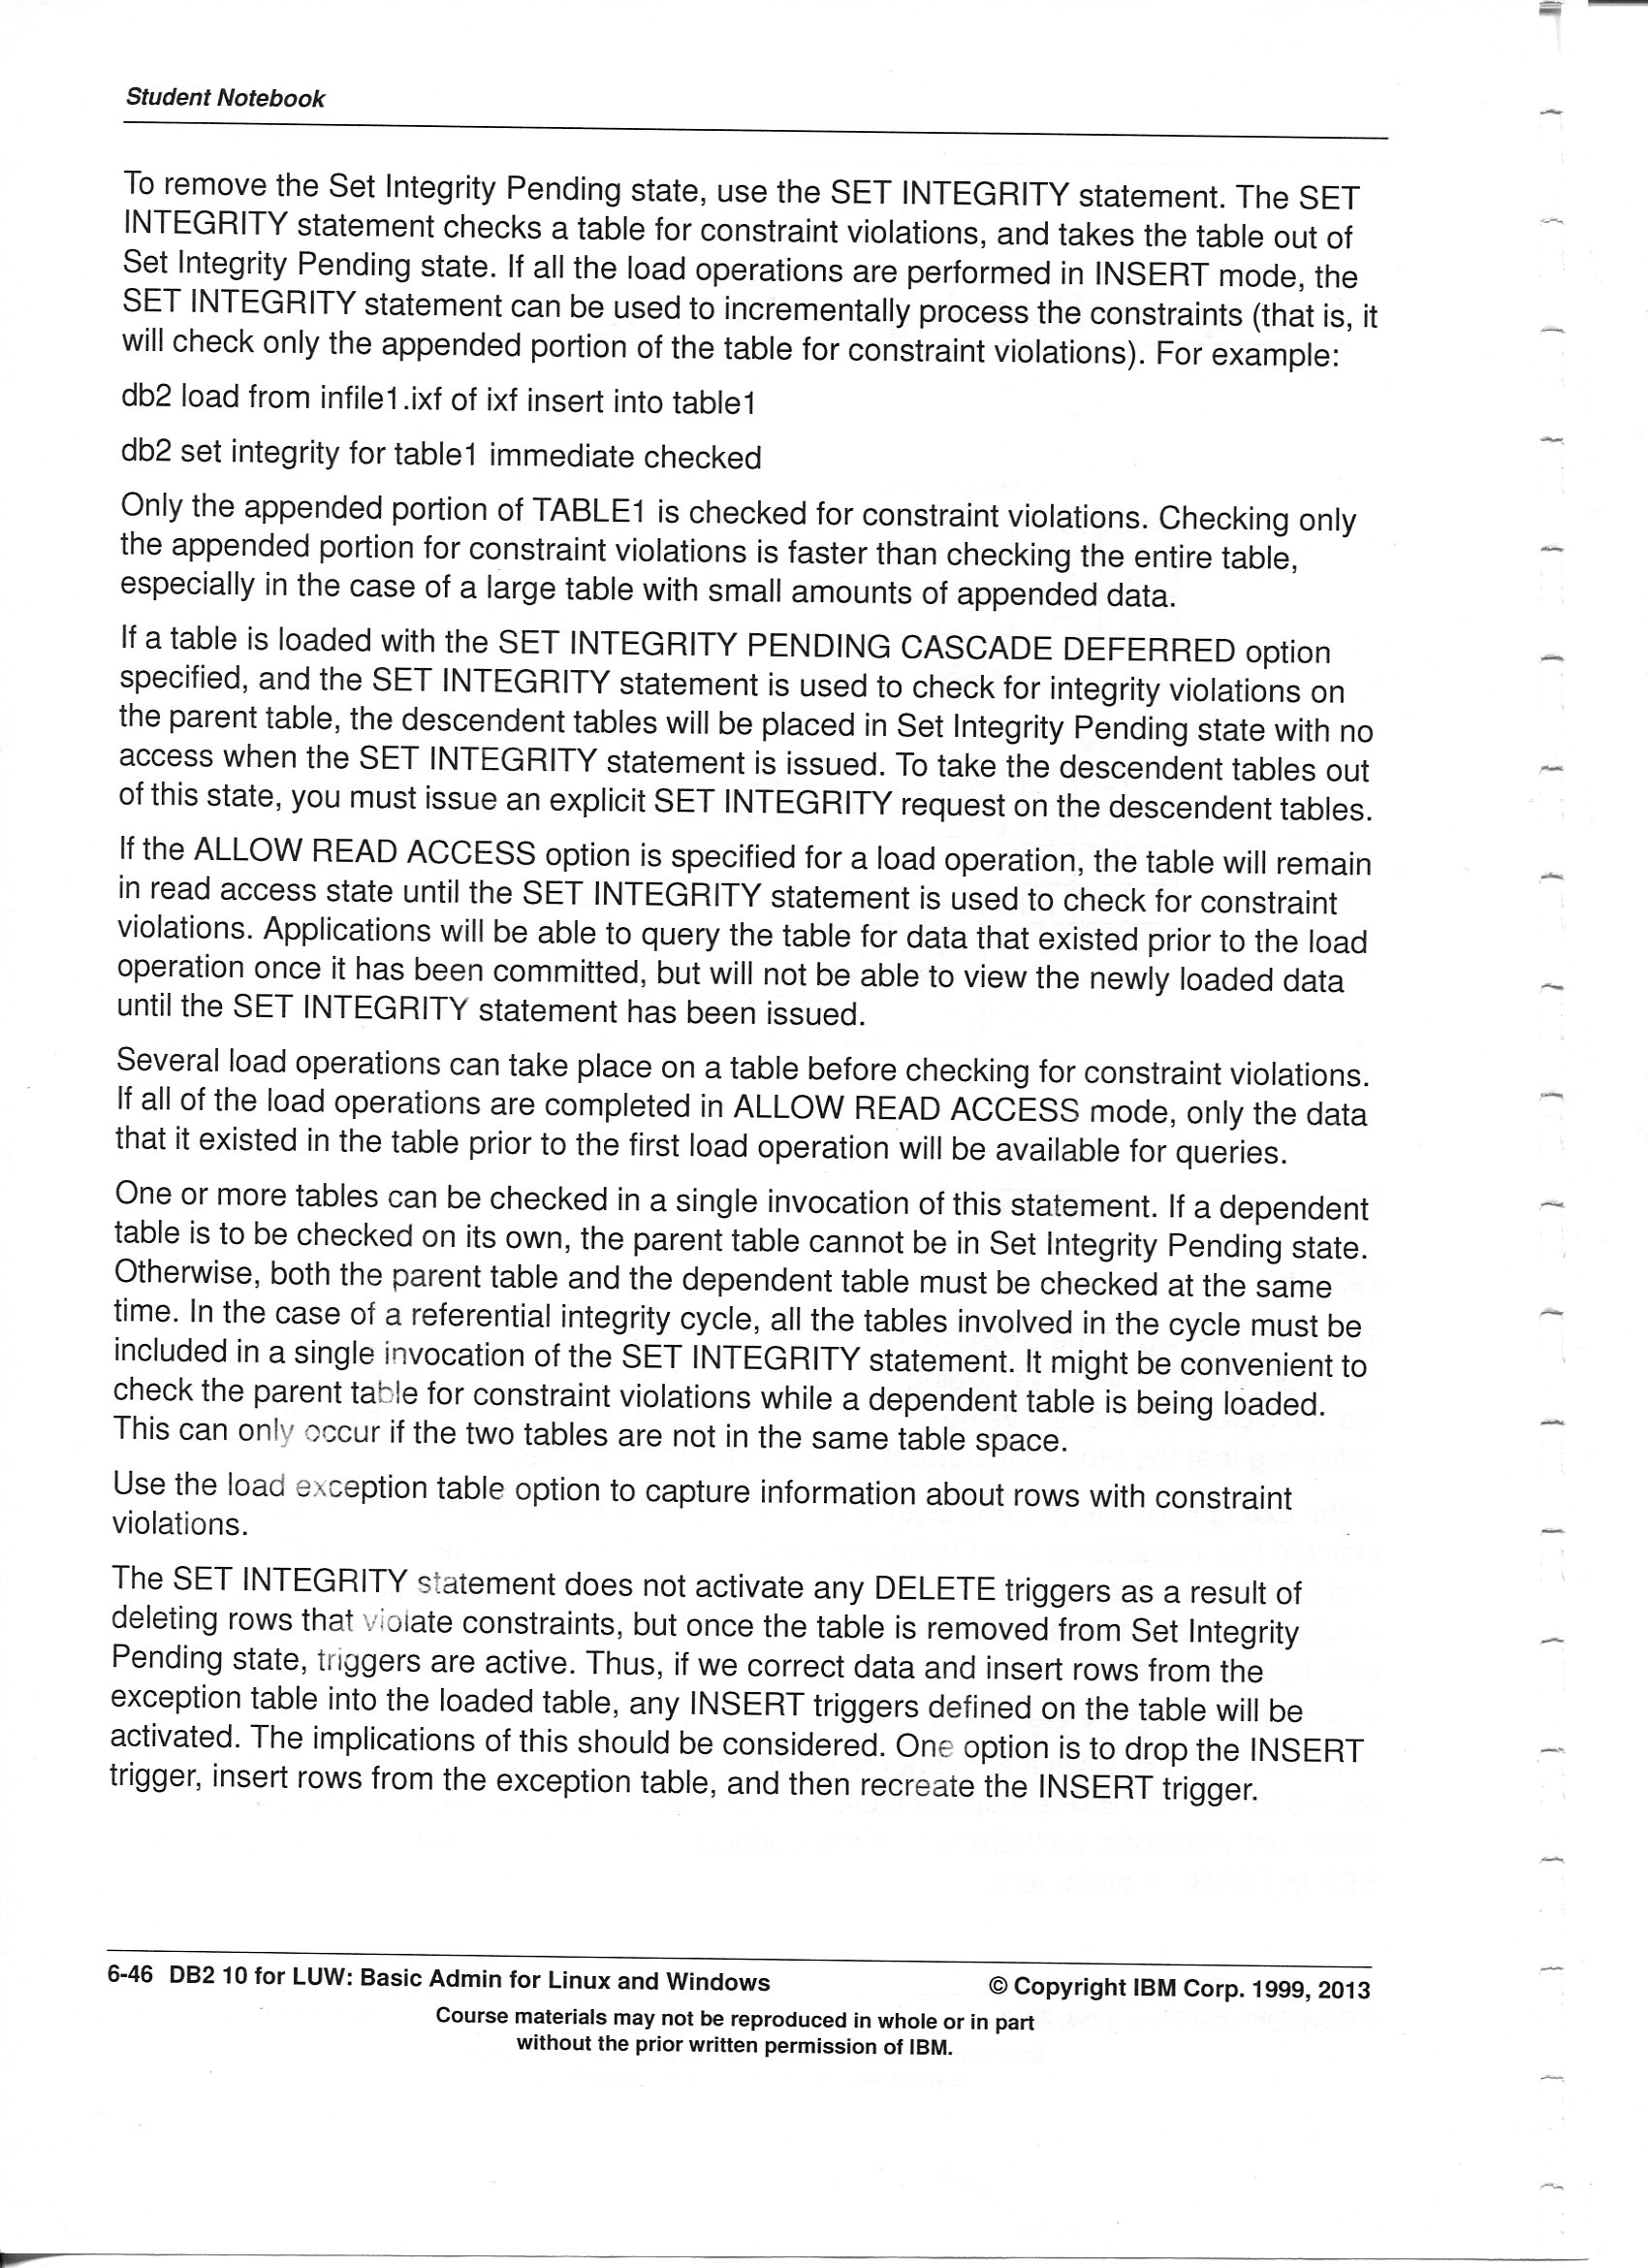 Student Notebook
To remove the Set Integrity Pending state, use the SET INTEGRITY statement. The SET
INTEGRITY statement checks a table for constraint violations, and takes the table out of
Set Integrity Pending state. If all the load operations are performed in INSERT mode, the
SET INTEGRITY statement can be used to incrementally process the constraints (that is, it
will check only the appended portion of the table for constraint violations). For example:
db2 load from infile1.ixf of ixf insert into table1
db2 set integrity for table1 immediate checked
Only the appended portion of TABLE1 is checked for constraint violations. Checking only
the appended portion for constraint violations is faster than checking the entire table,
especially in the case of a large table with small amounts of appended data.
If a table is loaded with the SET INTEGRITY PENDING CASCADE DEFERRED option
specified, and the SET INTEGRITY statement is used to check for integrity violations on
the parent table, the descendent tables will be placed in Set Integrity Pending state with no
access when the SET INTEGRITY statement is issued. To take the descendent tables out
of this state, you must issue an explicit SET INTEGRITY request on the descendent tables.
If the ALLOW READ ACCESS option is specified for a load operation, the table will remain
in read access state until the SET INTEGRITY statement is used to check for constraint
violations. Applications will be able to query the table for data that existed prior to the load
operation once it has been committed, but will not be able to view the newly loaded data
until the SET INTEGRITY statement has been issued.
Several load operations can take place on a table before checking for constraint violations.
If all of the load operations are completed in ALLOW READ ACCESS mode, only the data
that it existed in the table prior to the first load operation will be available for queries.
One or more tables can be checked in a single invocation of this statement. If a dependent
table is to be checked on its own, the parent table cannot be in Set Integrity Pending state.
Otherwise, both the parent table and the dependent table must be checked at the same
time. In the case of a referential integrity cycle, all the tables involved in the cycle must be
included in a single invocation of the SET INTEGRITY statement. It might be convenient to
check the parent table for constraint violations while a dependent table is being loaded.
This can only occur if the two tables are not in the same table space.
Use the load exception table option to capture information about rows with constraint
violations.
The SET INTEGRITY statement does not activate any DELETE triggers as a result of
deleting rows that violate constraints, but once the table is removed from Set Integrity
Pending state, triggers are active. Thus, if we correct data and insert rows from the
exception table into the loaded table, any INSERT triggers defined on the table will be
activated. The implications of this should be considered. One option is to drop the INSERT
trigger, insert rows from the exception table, and then recreate the INSERT trigger.
6-46 DB2 10 for LUW: Basic Admin for Linux and Windows
© Copyright IBM Corp. 1999, 2013
Course materials may not be reproduced in whole or in part
without the prior written permission of IBM.